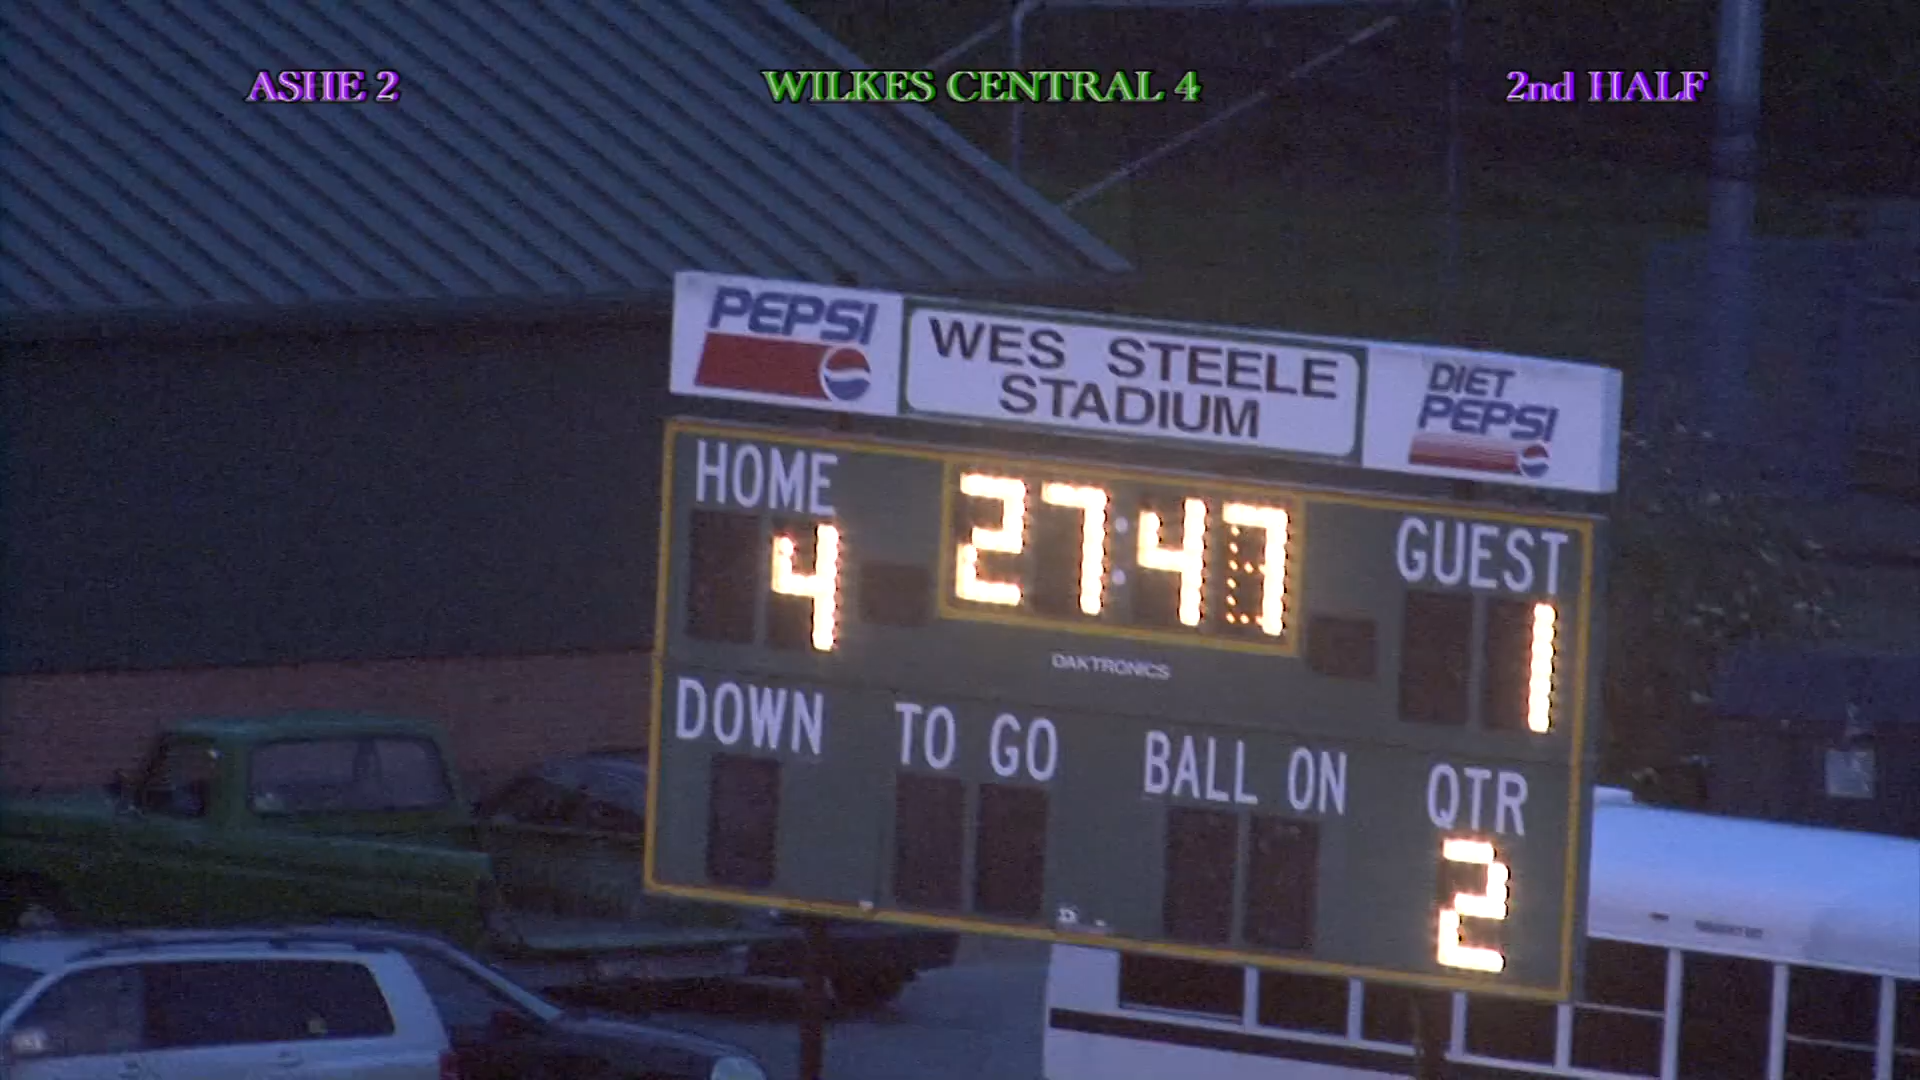 ASHE 2
WILKES CENTRAL 4
2nd HALF
PEPSI
WES STEELE
STADIUM
DIET
PEPSI
HOME
4
27:47
GUEST
1
DAKTRONICS
DOWN
TO GO
BALL ON
QTR
2